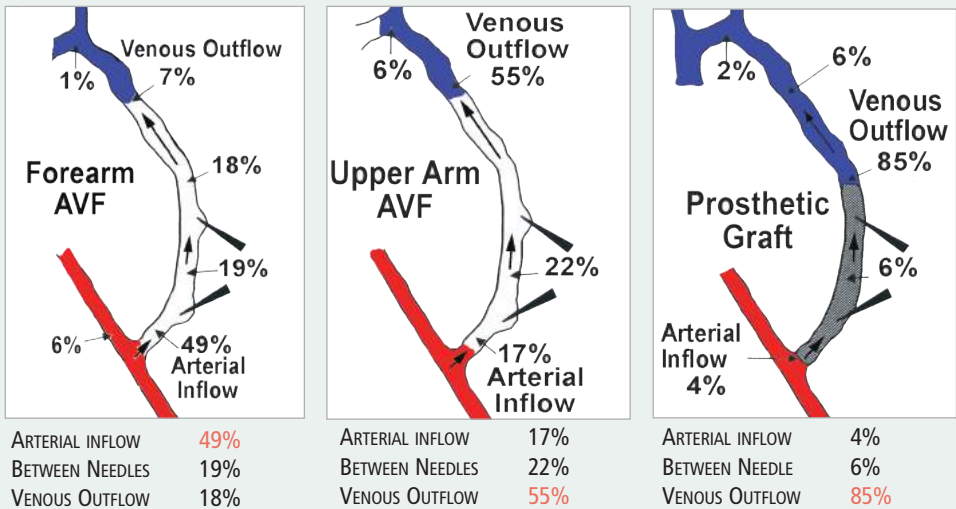 Venous Outflow
1%
7%
Forearm
AVF
18%
19%
6%
49%
Arterial
Inflow
ARTERIAL INFLOW 49%
BETWEEN NEEDLES 19%
VENOUS OUTFLOW 18%
Venous
Outflow
6%
55%
Upper Arm
AVF
22%
17%
Arterial
Inflow
ARTERIAL INFLOW 17%
BETWEEN NEEDLES 22%
VENOUS OUTFLOW 55%
2%
6%
Venous
Outflow
85%
Prosthetic
Graft
6%
Arterial
Inflow
4%
ARTERIAL INFLOW 4%
BETWEEN NEEDLE 6%
VENOUS OUTFLOW 85%